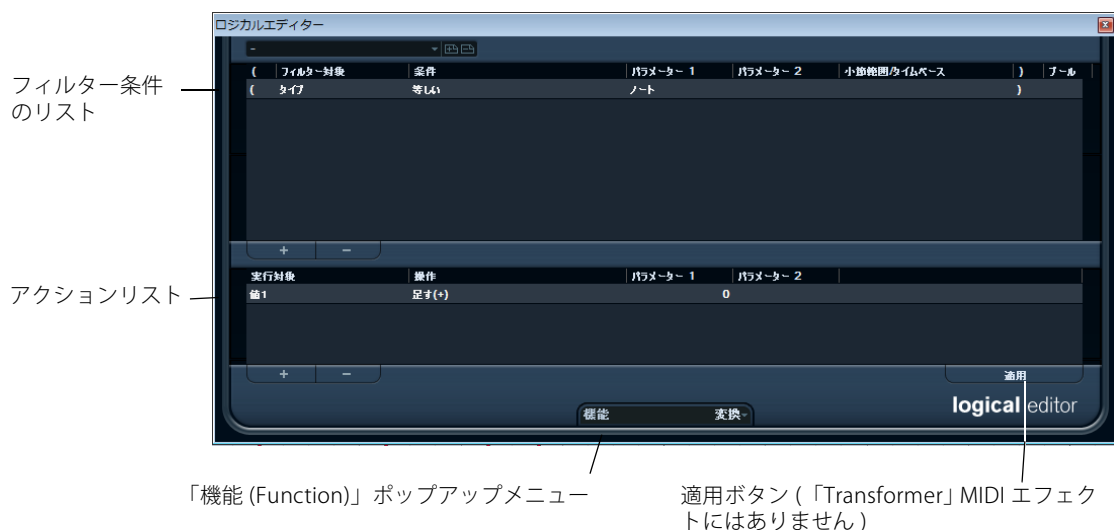 ロジカルエディター
-
( フィルター対象 条件 パラメーター 1 パラメーター 2 小節範囲/タイムベース ) ブール
( タイプ 等しい ノート )
フィルター条件
のリスト
+ −
実行対象 操作 パラメーター 1 パラメーター 2
アクションリスト
値1 足す(+) 0
+ − 適用
logical editor
機能 変換
「機能 (Function)」ポップアップメニュー
適用ボタン (「Transformer」MIDI エフェク
トにはありません )